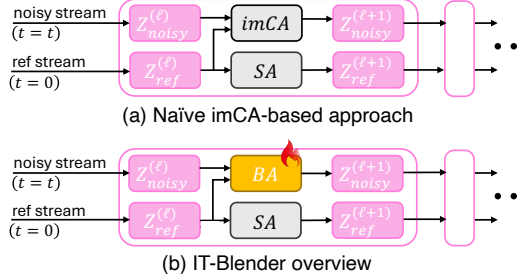 noisy stream
(t = t)
Z_noisy^(ℓ)
imCA
Z_noisy^(ℓ+1)
ref stream
(t = 0)
Z_ref^(ℓ)
SA
Z_ref^(ℓ+1)
(a) Naïve imCA-based approach
noisy stream
(t = t)
Z_noisy^(ℓ)
BA
Z_noisy^(ℓ+1)
ref stream
(t = 0)
Z_ref^(ℓ)
SA
Z_ref^(ℓ+1)
(b) IT-Blender overview